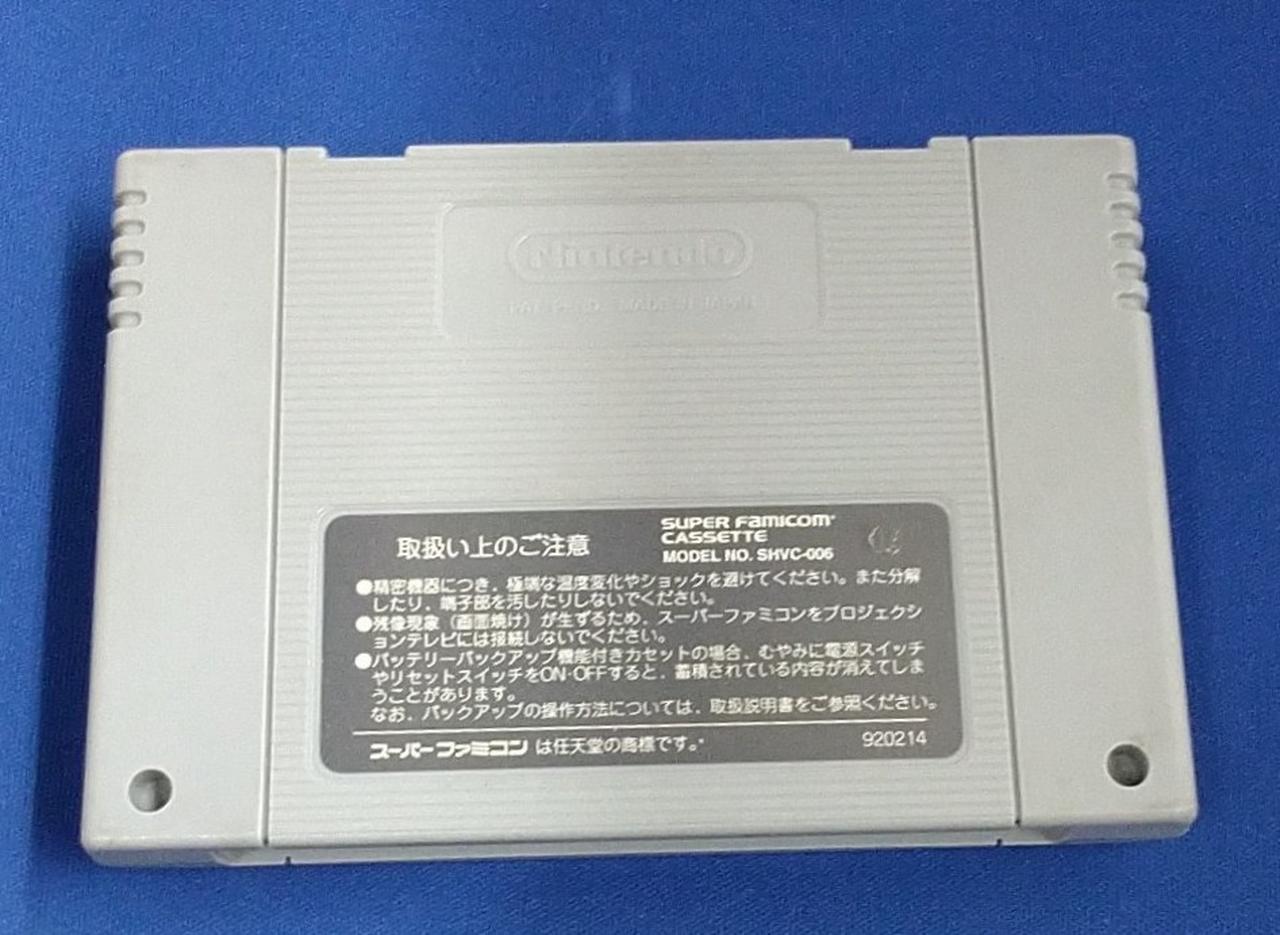 Nintendo
PAT. PEND. MADE IN JAPAN
取扱い上のご注意
SUPER FAMICOM
CASSETTE
MODEL NO. SHVC-006
●精密機器につき、極端な温度変化やショックを避けてください。また分解
したり、端子部を汚したりしないでください。
●残像現象（画面焼け）が生ずるため、スーパーファミコンをプロジェクシ
ョンテレビには接続しないでください。
●バッテリーバックアップ機能付きカセットの場合、むやみに電源スイッチ
やリセットスイッチをON・OFFすると、蓄積されている内容が消えてしま
うことがあります。
なお、バックアップの操作方法については、取扱説明書をご参照ください。
スーパーファミコン は任天堂の商標です。
920214